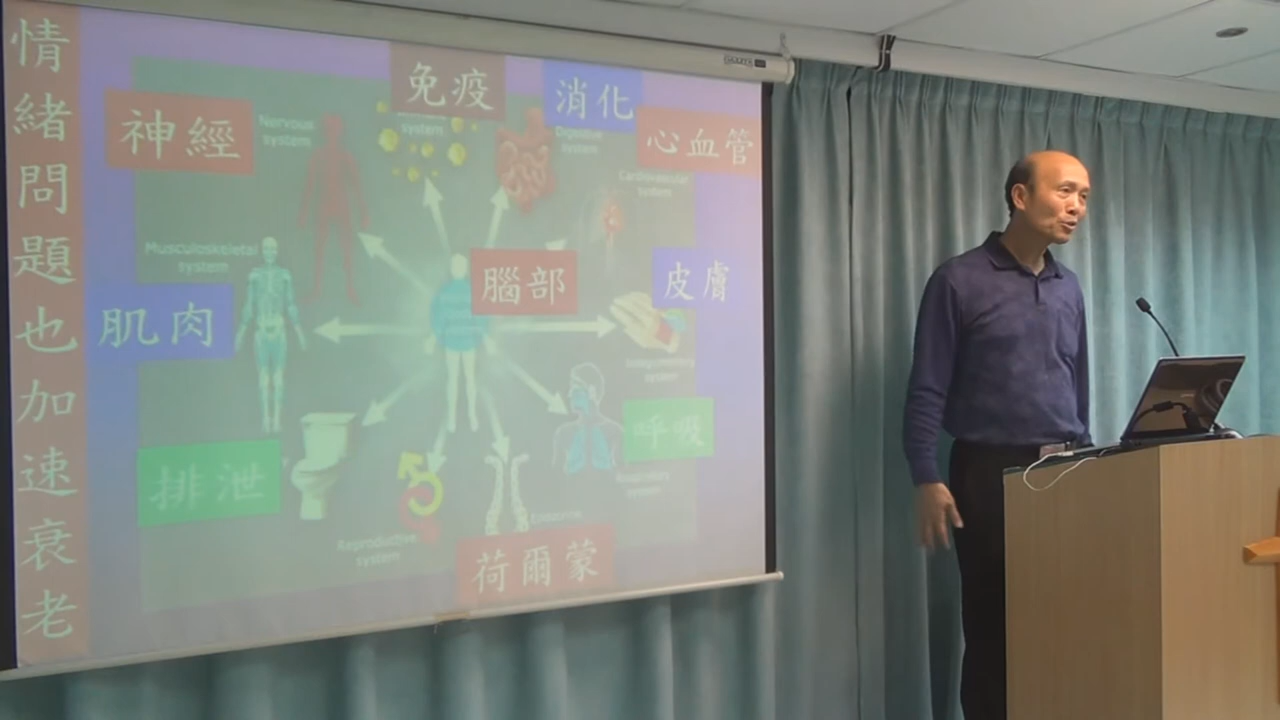 情緒問題也加速衰老
免疫
消化
神經
心血管
Nervous
system
system
Digestive
system
Cardiovascular
system
Musculoskeletal
system
腦部
皮膚
肌肉
system
呼吸
排泄
Respiratory
system
Reproductive
system
荷爾蒙